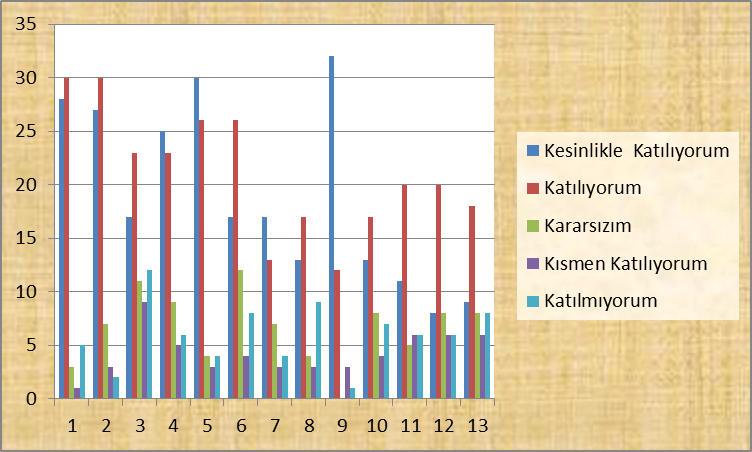 35
30
25
20
15
10
5
0
1 2 3 4 5 6 7 8 9 10 11 12 13
Kesinlikle Katılıyorum
Katılıyorum
Kararsızım
Kısmen Katılıyorum
Katılmıyorum